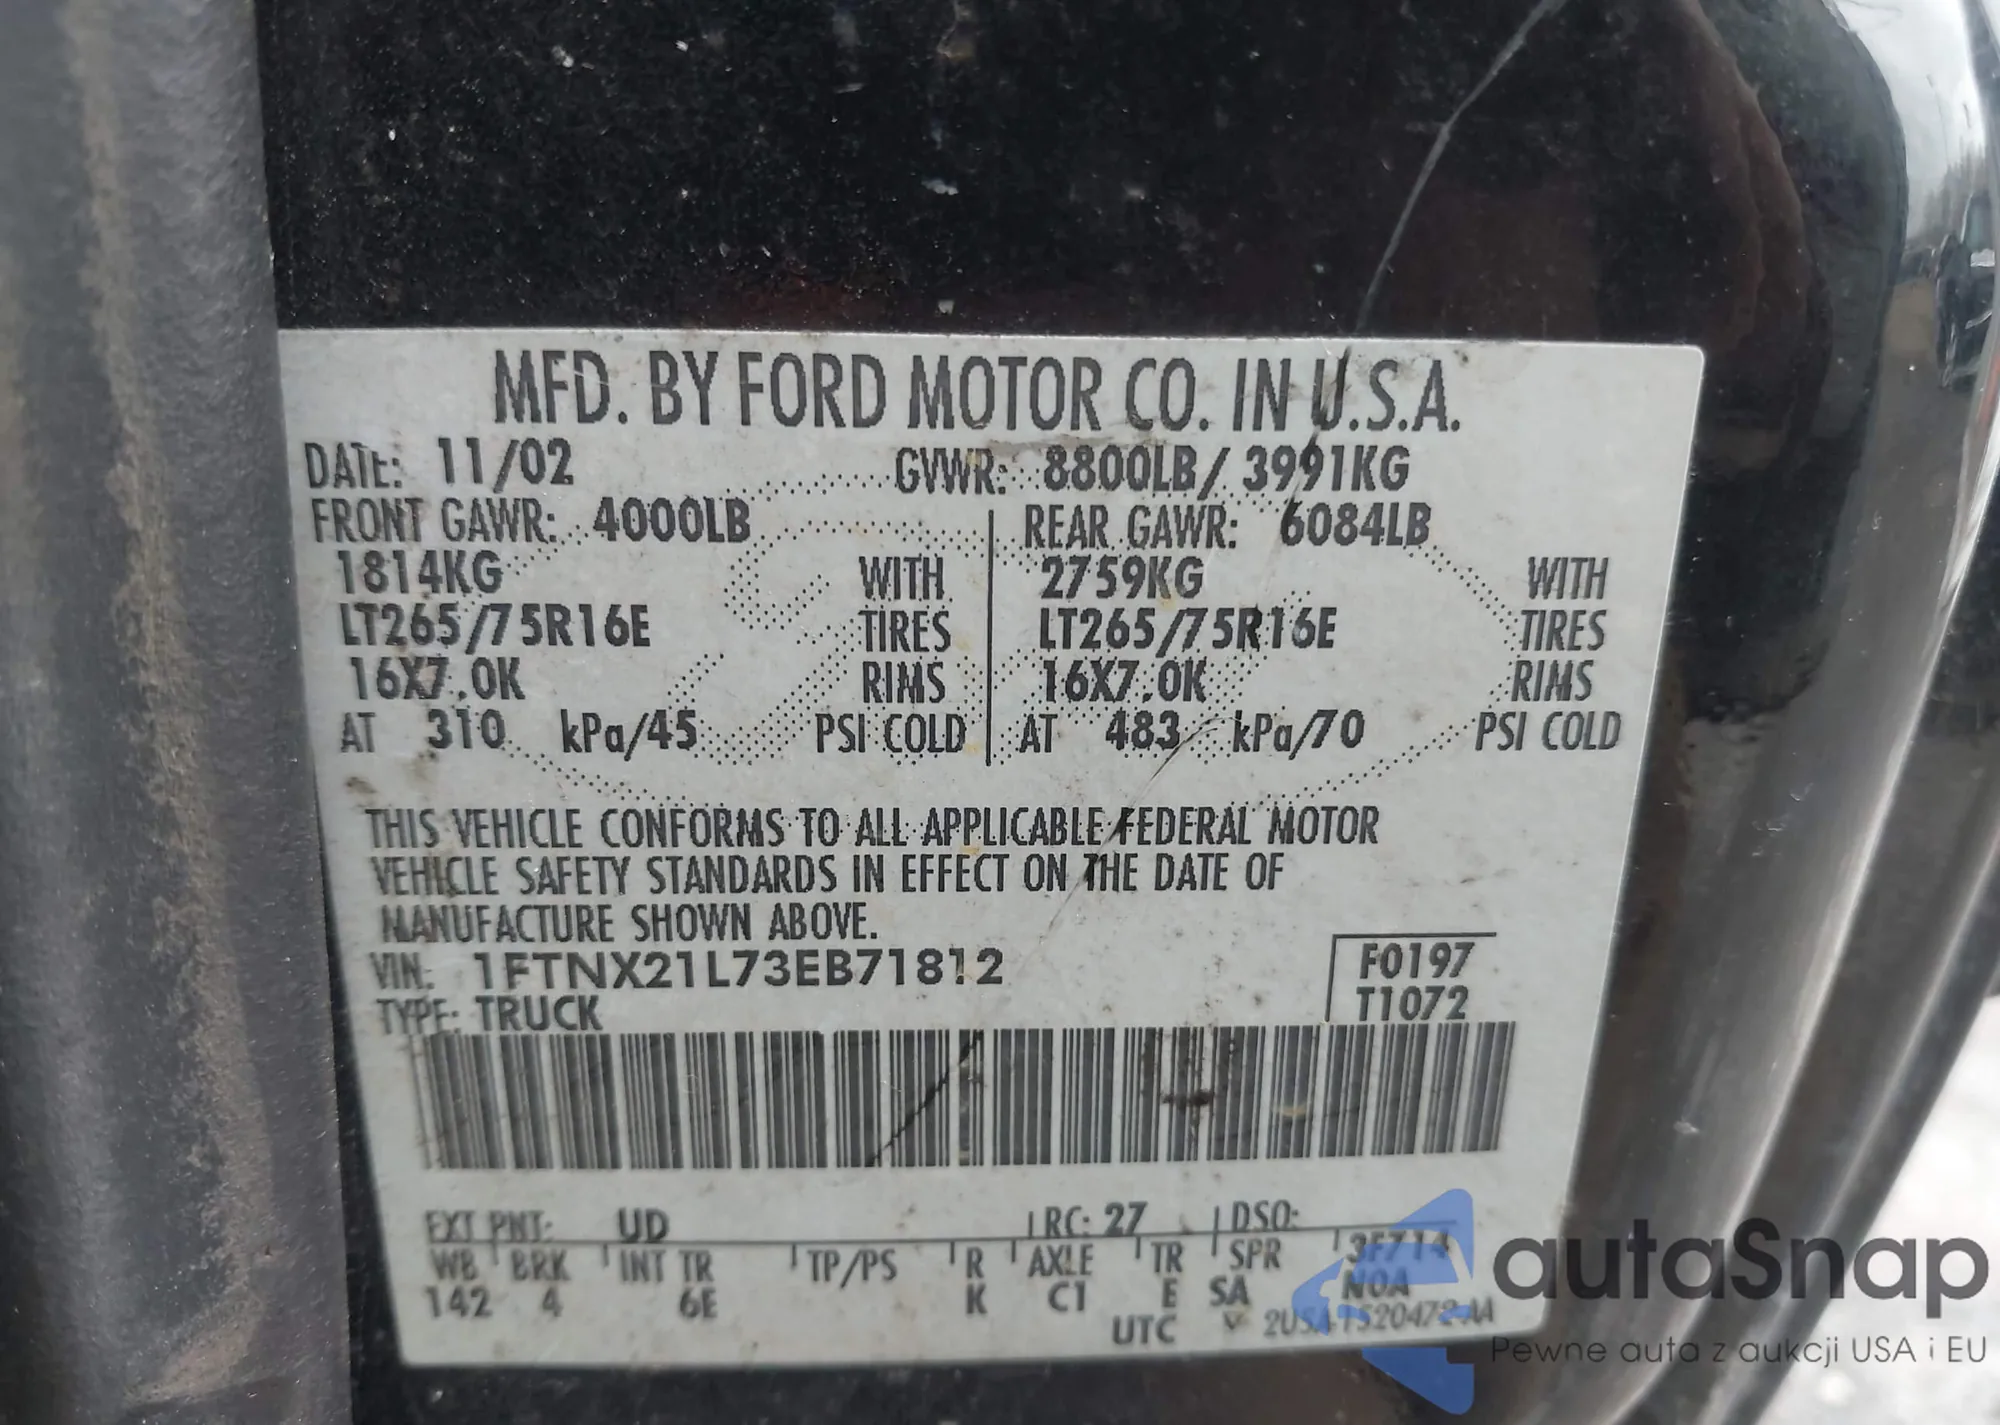 MFD. BY FORD MOTOR CO. IN U.S.A.
DATE: 11/02 GVWR: 8800LB/ 3991KG
FRONT GAWR: 4000LB REAR GAWR: 6084LB
1814KG WITH 2759KG WITH
LT265/75R16E TIRES LT265/75R16E TIRES
16X7.0K RIMS 16X7.0K RIMS
AT 310 kPa/45 PSI COLD AT 483 kPa/70 PSI COLD
THIS VEHICLE CONFORMS TO ALL APPLICABLE FEDERAL MOTOR
VEHICLE SAFETY STANDARDS IN EFFECT ON THE DATE OF
MANUFACTURE SHOWN ABOVE.
VIN: 1FTNX21L73EB71812 F0197
TYPE: TRUCK T1072
EXT PNT: UD RC: 27 DSO:
WB BRK INT TR TP/PS R AXLE TR SPR 3F714
142 4 6E K C1 E SA NOA
UTC
autaSnap
Pewne auta z aukcji USA i EU